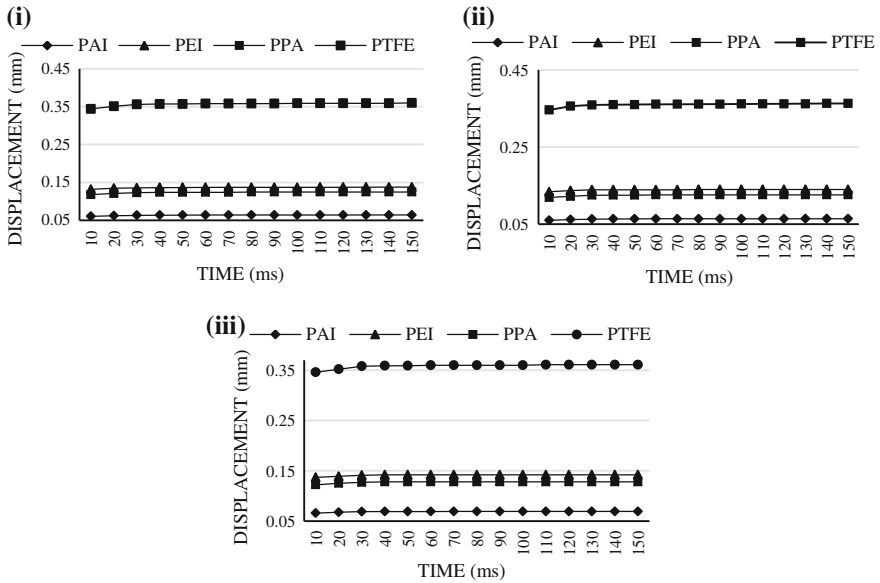 (i)
PAI PEI PPA PTFE
DISPLACEMENT (mm)
0.45
0.35
0.25
0.15
0.05
10 20 30 40 50 60 70 80 90 100 110 120 130 140 150
TIME (ms)
(ii)
PAI PEI PPA PTFE
DISPLACEMENT (mm)
0.45
0.25
0.05
10 20 30 40 50 60 70 80 90 100 110 120 130 140 150
TIME (ms)
(iii)
PAI PEI PPA PTFE
DISPLACEMENT (mm)
0.35
0.25
0.15
0.05
10 20 30 40 50 60 70 80 90 100 110 120 130 140 150
TIME (ms)